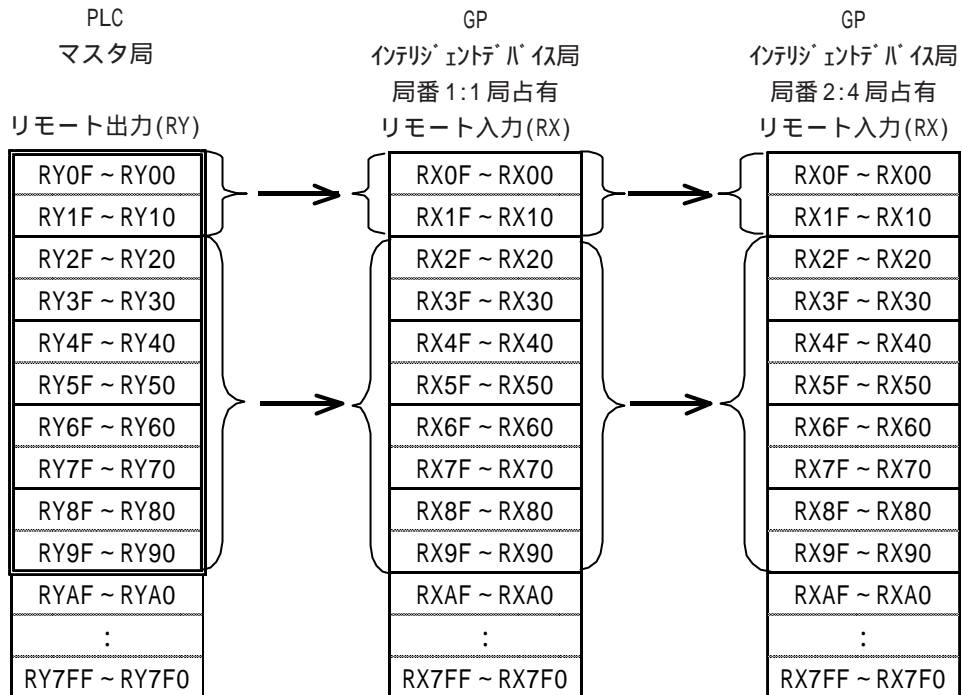 PLC GP GP
マスタ局 ｲﾝﾃﾘｼﾞｪﾝﾄﾃﾞﾊﾞｲｽ局 ｲﾝﾃﾘｼﾞｪﾝﾄﾃﾞﾊﾞｲｽ局
局番1:1局占有 局番2:4局占有
リモート出力(RY) リモート入力(RX) リモート入力(RX)
RY0F～RY00 RX0F～RX00 RX0F～RX00
RY1F～RY10 RX1F～RX10 RX1F～RX10
RY2F～RY20 RX2F～RX20 RX2F～RX20
RY3F～RY30 RX3F～RX30 RX3F～RX30
RY4F～RY40 RX4F～RX40 RX4F～RX40
RY5F～RY50 RX5F～RX50 RX5F～RX50
RY6F～RY60 RX6F～RX60 RX6F～RX60
RY7F～RY70 RX7F～RX70 RX7F～RX70
RY8F～RY80 RX8F～RX80 RX8F～RX80
RY9F～RY90 RX9F～RX90 RX9F～RX90
RYAF～RYA0 RXAF～RXA0 RXAF～RXA0
： ： ：
RY7FF～RY7F0 RX7FF～RX7F0 RX7FF～RX7F0